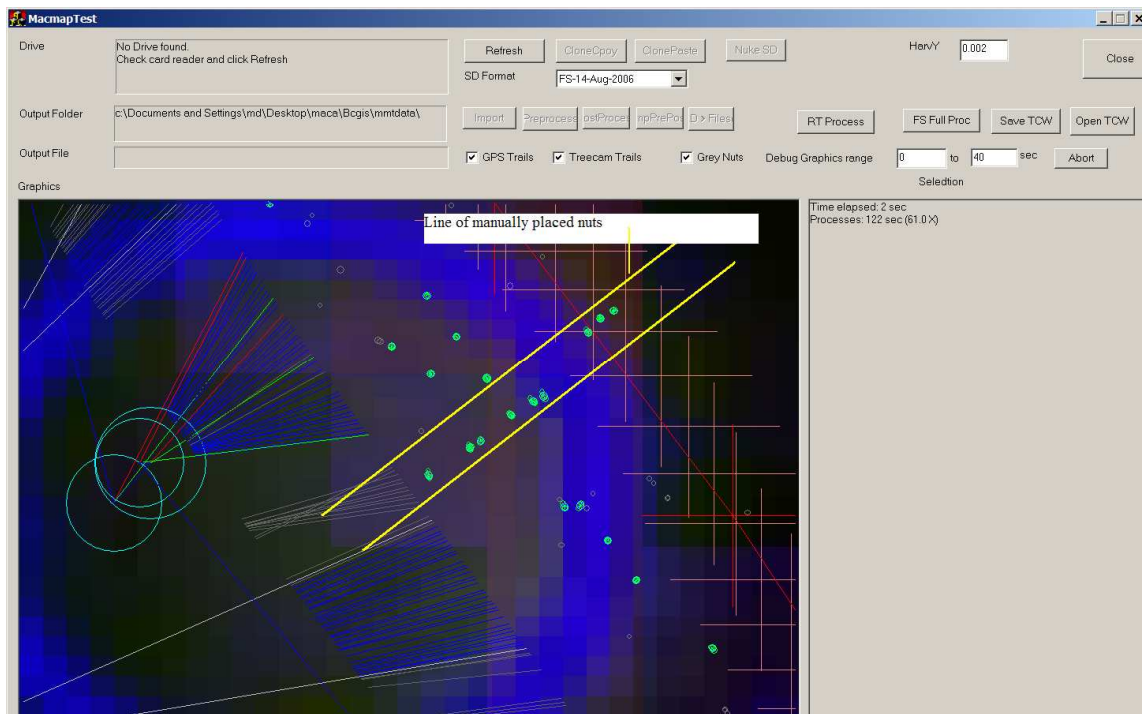 MacmapTest
Drive
No Drive found.
Check card reader and click Refresh
Refresh
CloneCpoy
ClonePaste
Nuke SD
Harv/Y
0.002
Close
SD Format
FS-14-Aug-2006
Output Folder
c:\Documents and Settings\md\Desktop\maca\Bcgis\mmtdata\
Import
Preprocess
ostProces
npPrePos
D > Files
RT Process
FS Full Proc
Save TCW
Open TCW
Output File
GPS Trails
Treecam Trails
Grey Nuts
Debug Graphics range
0
to
40
sec
Abort
Graphics
Seledtion
Line of manually placed nuts
Time elapsed: 2 sec
Processes: 122 sec (61.0 X)